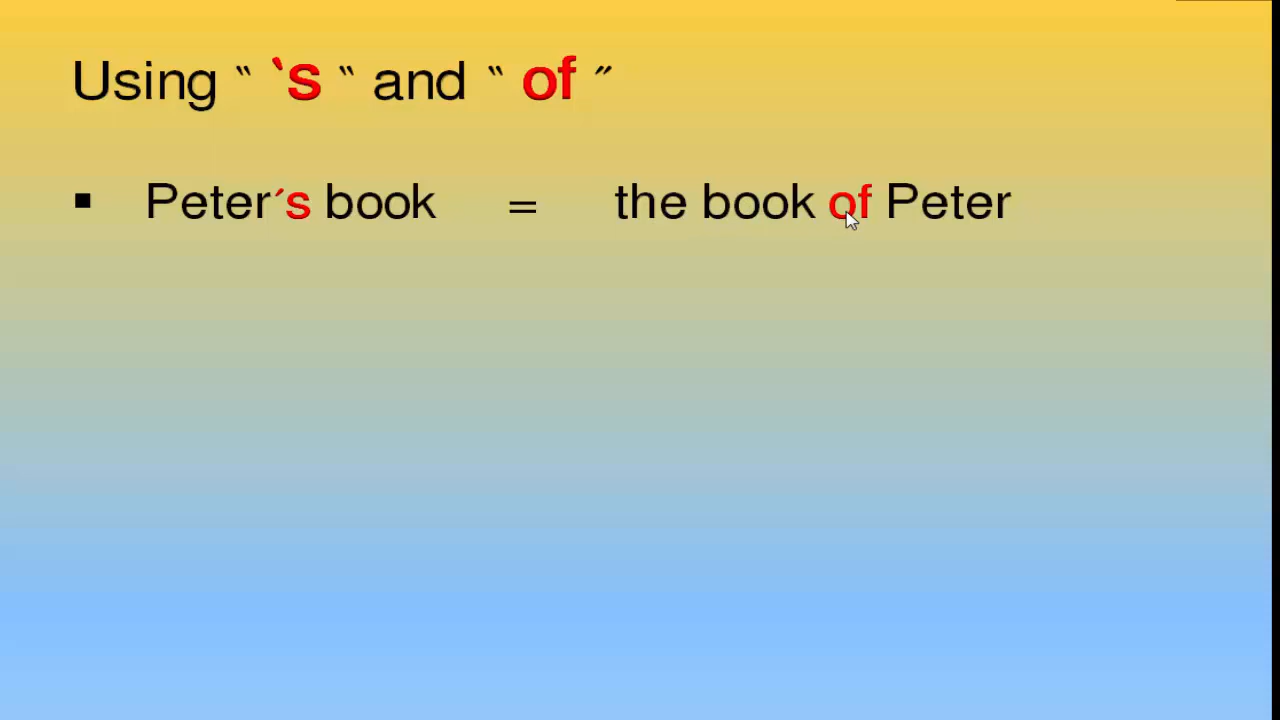 Using “ ‵s “ and “ of ˝
▪ Peter´s book = the book of Peter